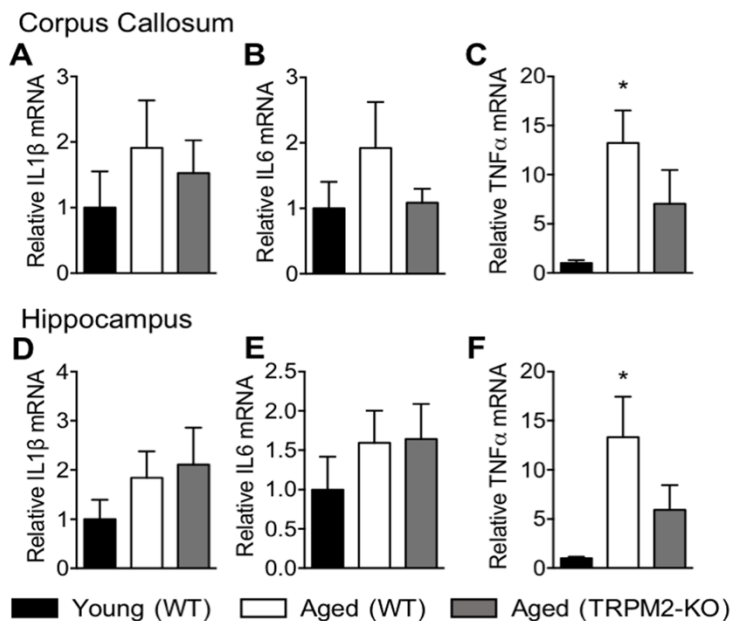 Corpus Callosum
A
Relative IL1β mRNA
3
2
1
0
B
Relative IL6 mRNA
3
2
1
0
C
Relative TNFα mRNA
20
15
10
5
0
*
Hippocampus
D
Relative IL1β mRNA
4
3
2
1
0
E
Relative IL6 mRNA
2.5
2.0
1.5
1.0
0.5
0.0
F
Relative TNFα mRNA
20
15
10
5
0
*
Young (WT) Aged (WT) Aged (TRPM2-KO)